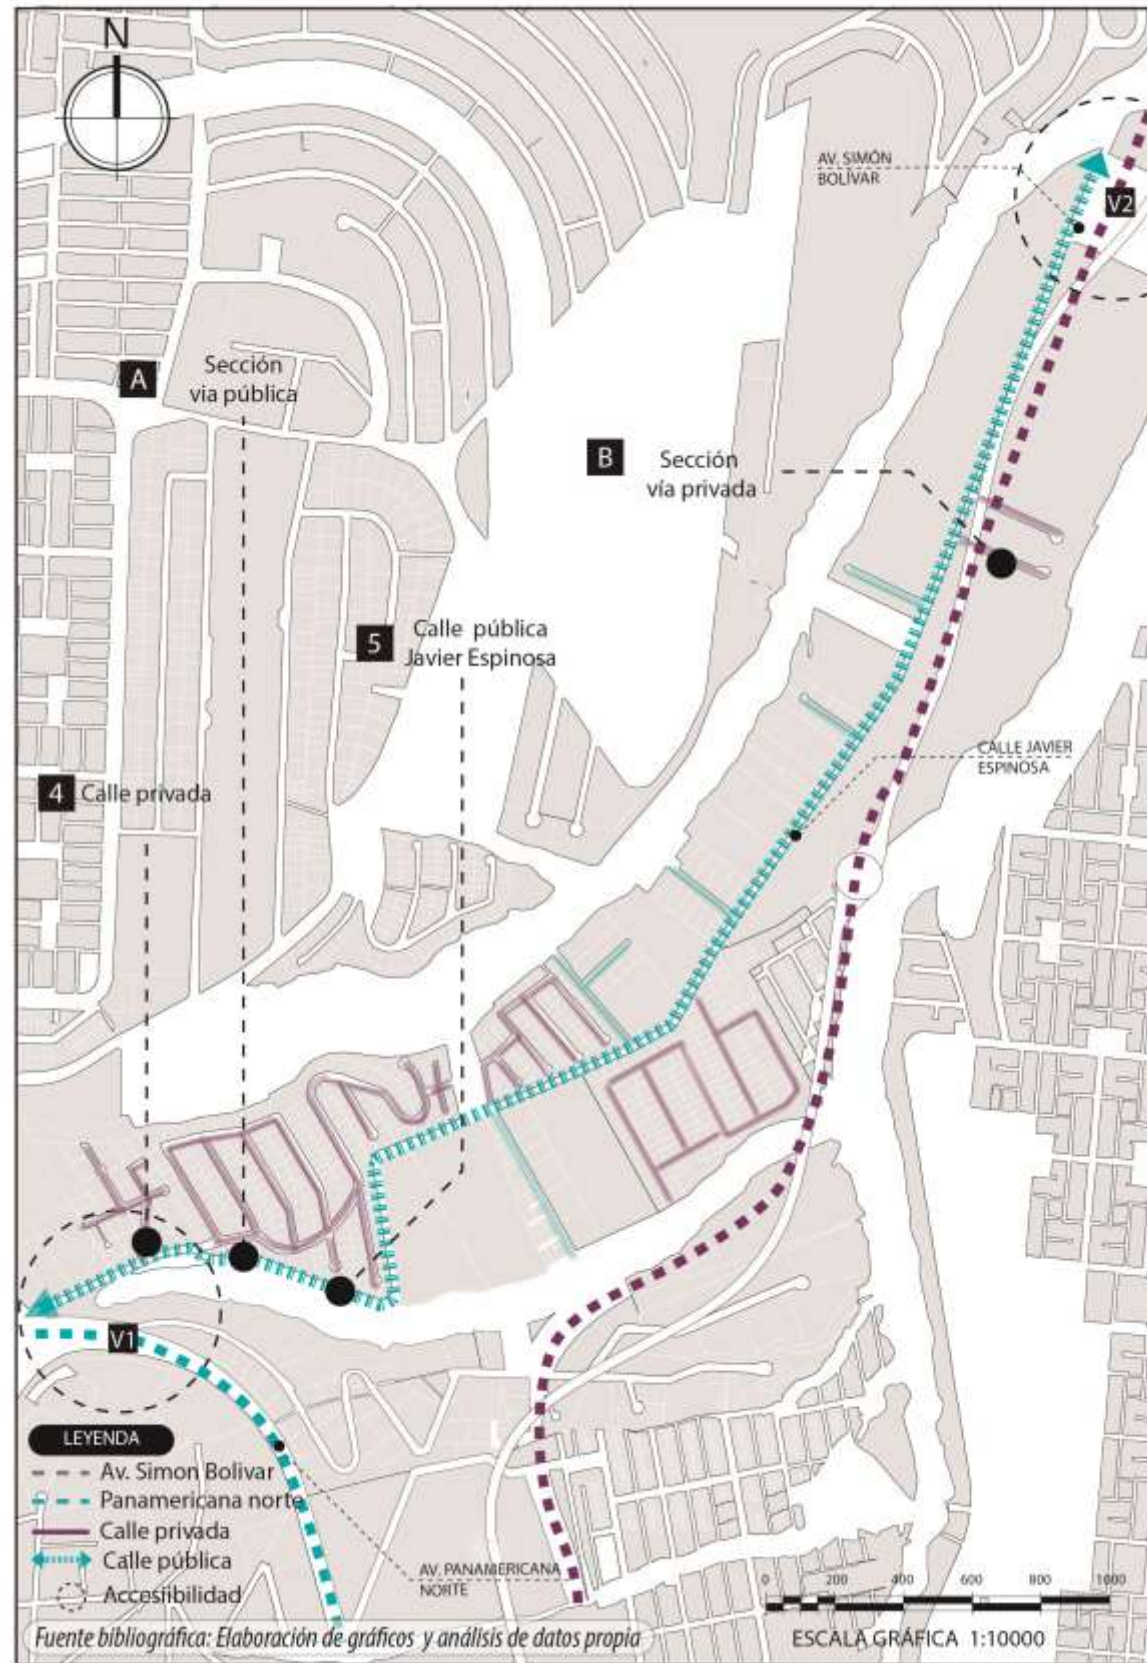 N
AV. SIMÓN
BOLÍVAR
V2
A
Sección
via pública
B
Sección
vía privada
5
Calle pública
Javier Espinosa
CALLE JAVIER
ESPINOSA
4 Calle privada
V1
LEYENDA
Av. Simon Bolivar
Panamericana norte
Calle privada
Calle pública
Accesiibilidad
AV. PANAMERICANA
NORTE
0 200 400 600 800 1000
ESCALA GRÁFICA 1:10000
Fuente bibliográfica: Elaboración de gráficos y análisis de datos propia